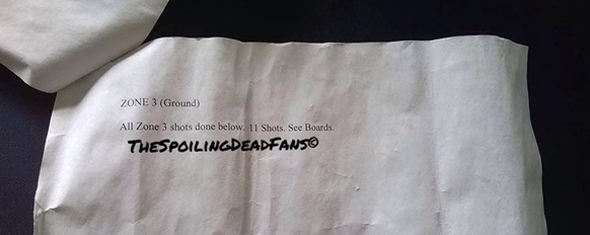 ZONE 3 (Ground)
All Zone 3 shots done below. 11 Shots. See Boards.
THESPOILINGDEADFANS©